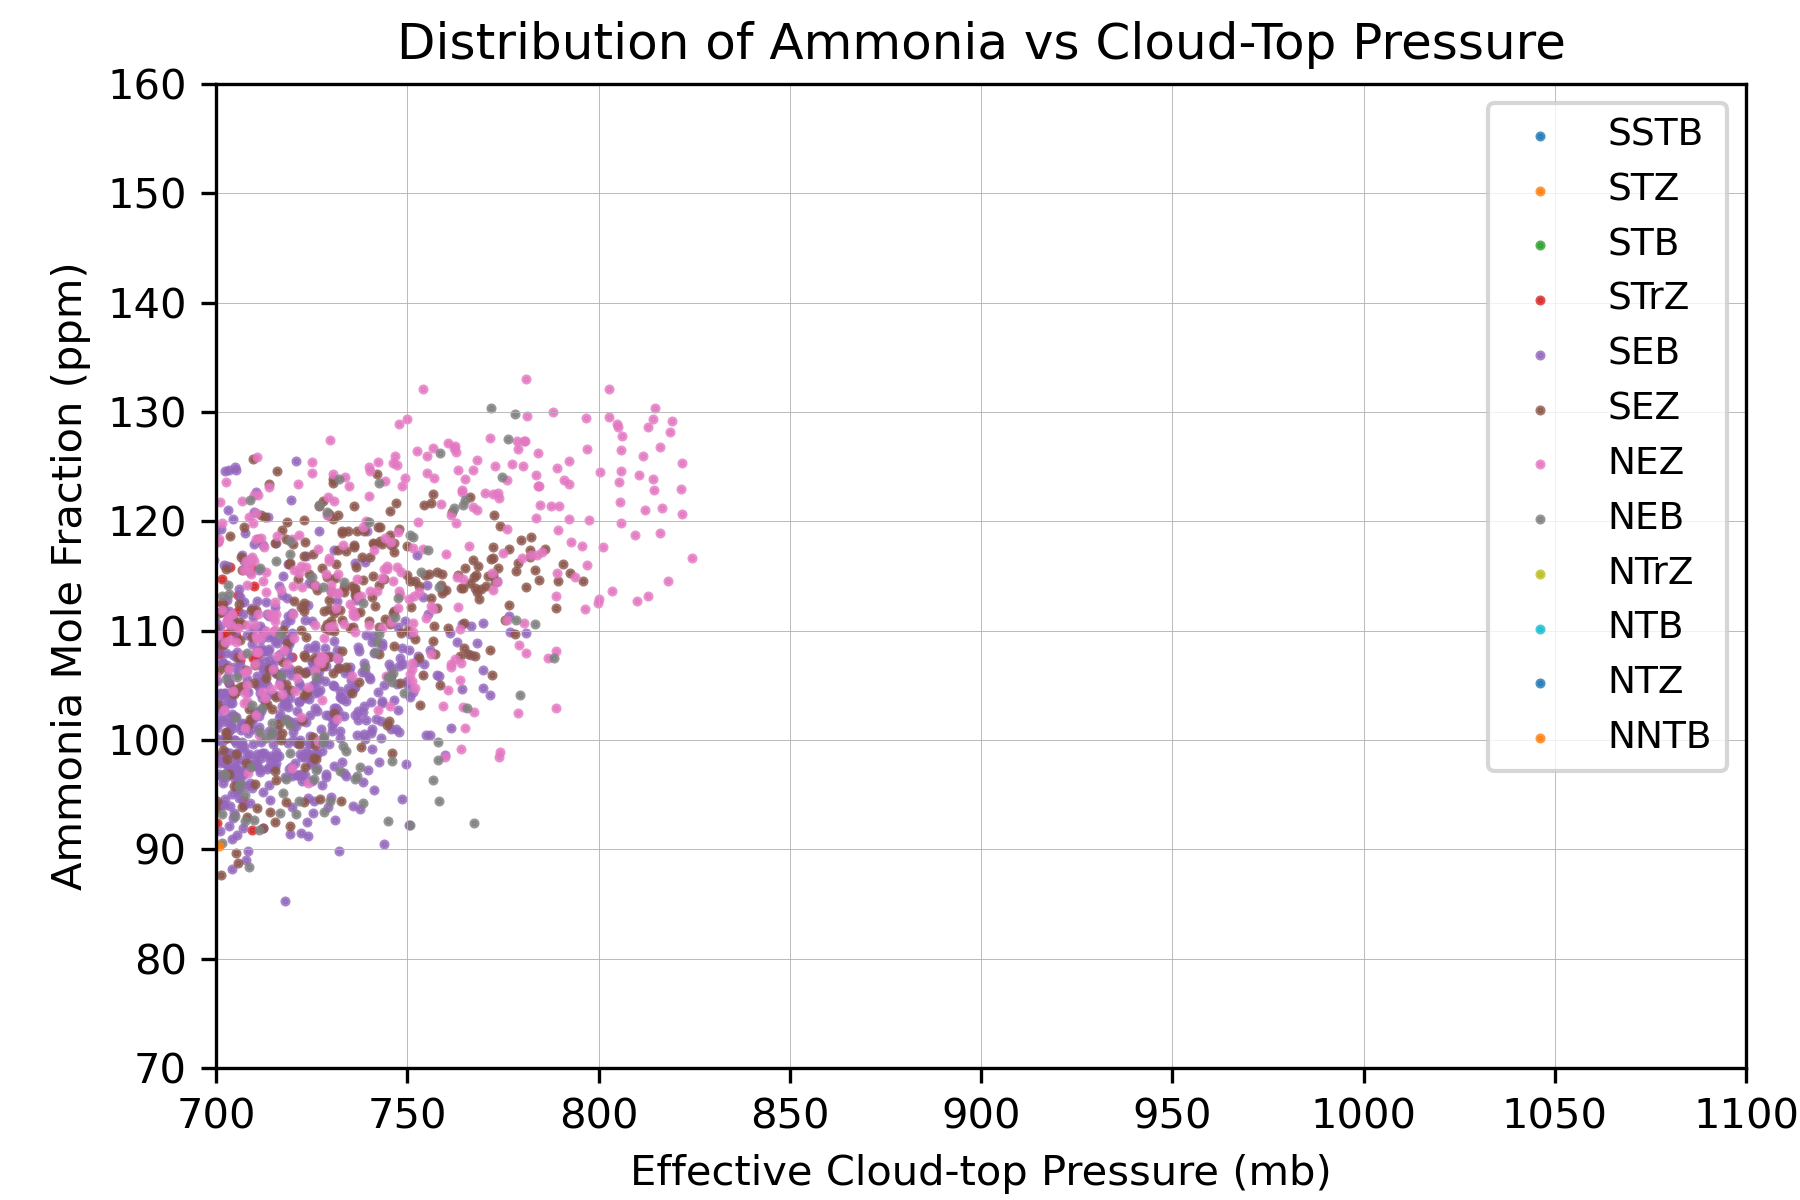 Distribution of Ammonia vs Cloud-Top Pressure
160
150
140
130
120
110
100
90
80
70
Ammonia Mole Fraction (ppm)
SSTB
STZ
STB
STrZ
SEB
SEZ
NEZ
NEB
NTrZ
NTB
NTZ
NNTB
700 750 800 850 900 950 1000 1050 1100
Effective Cloud-top Pressure (mb)